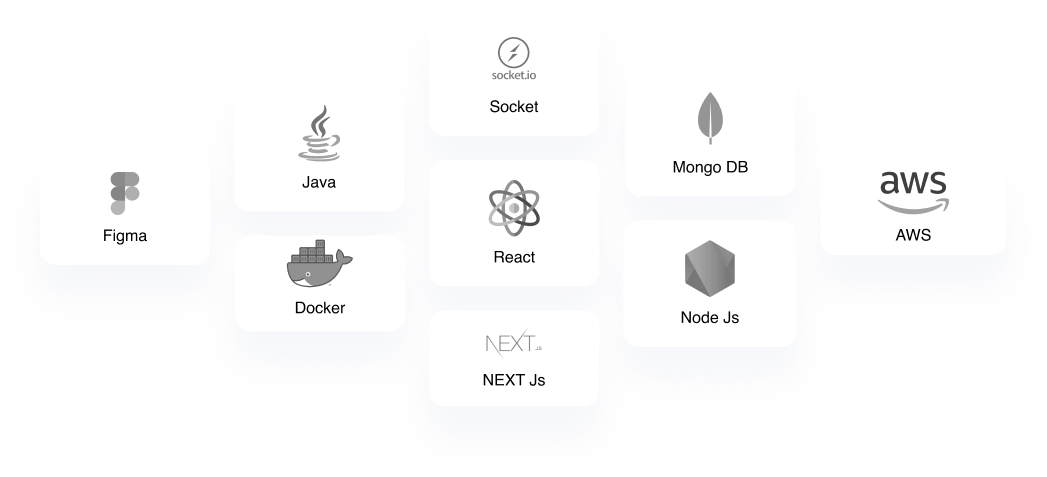 Figma
Java
Docker
socket.io
Socket
React
NEXT.JS
NEXT Js
Mongo DB
Node Js
aws
AWS